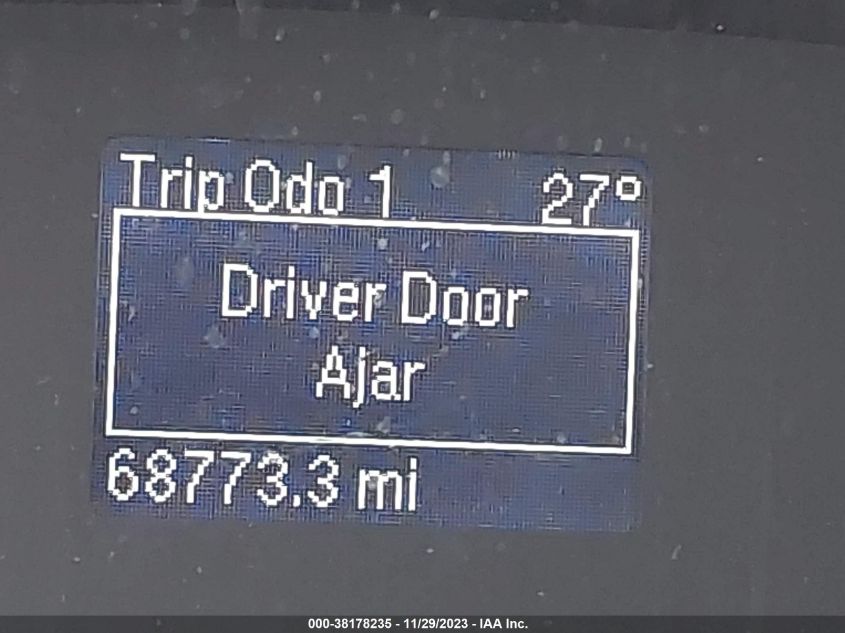 Trip Odo 1 27°
Driver Door
Ajar
68773.3 mi
000-38178235 - 11/29/2023 - IAA Inc.